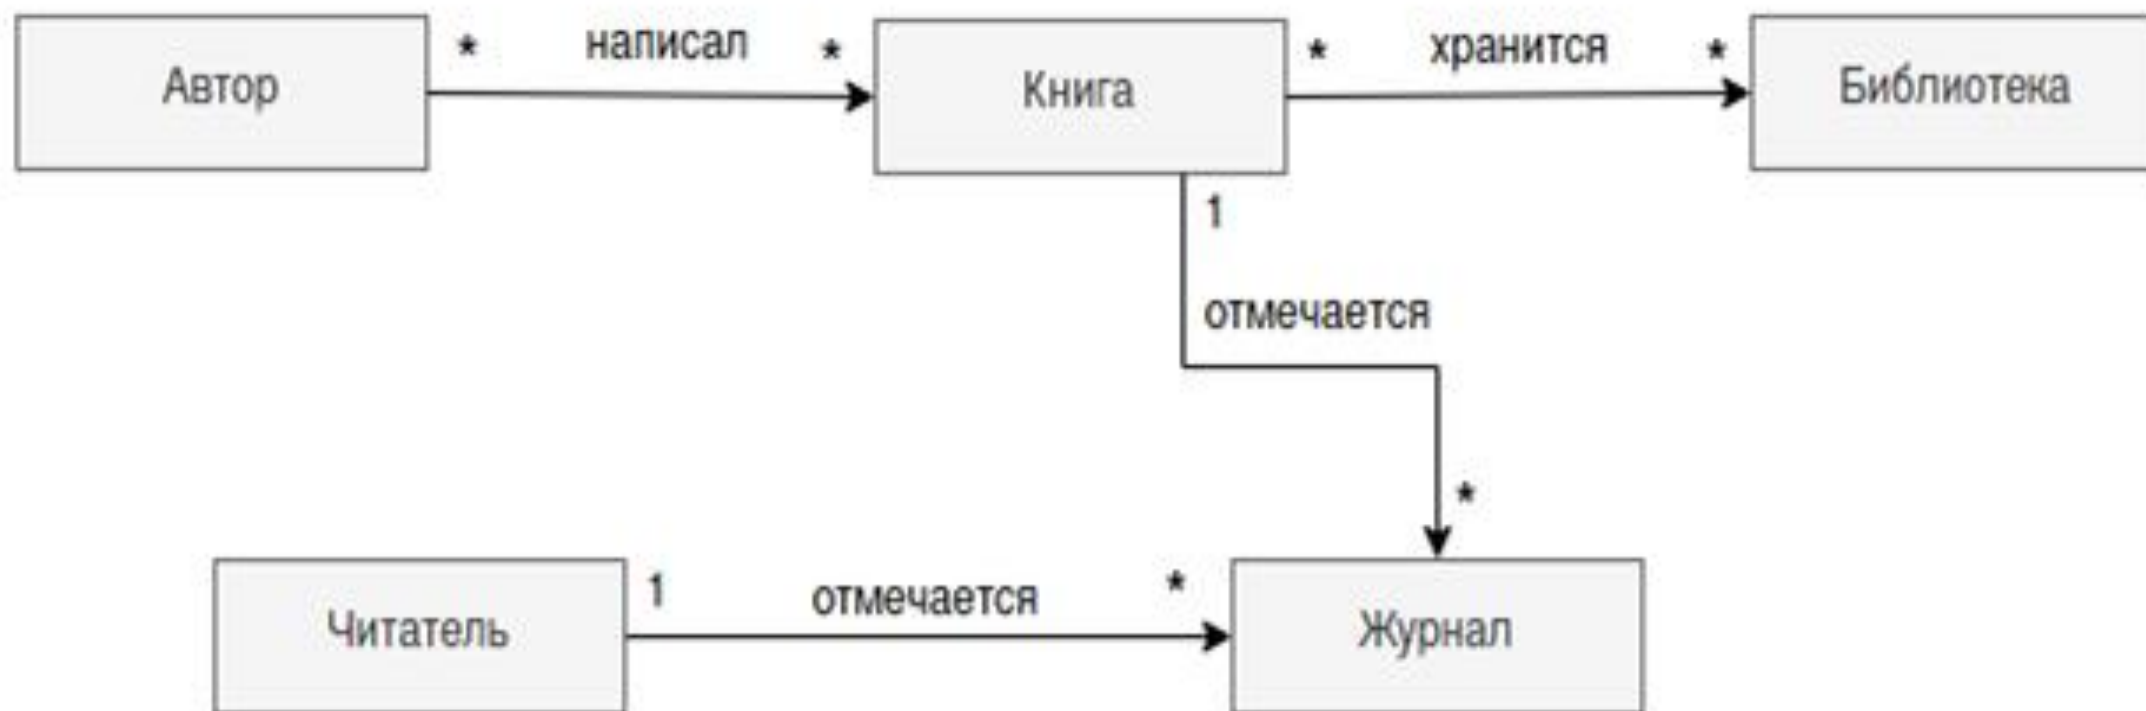 * написал * * хранится *
Автор Книга Библиотека
1
отмечается
*
1 отмечается *
Читатель Журнал